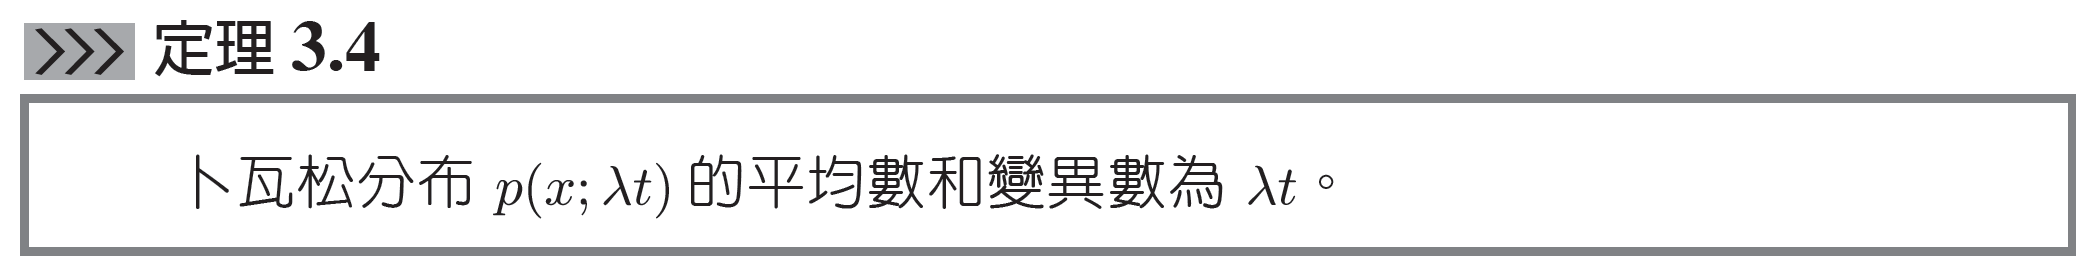 >>> 定理 3.4
卜瓦松分布 p(x; λt) 的平均數和變異數為 λt。